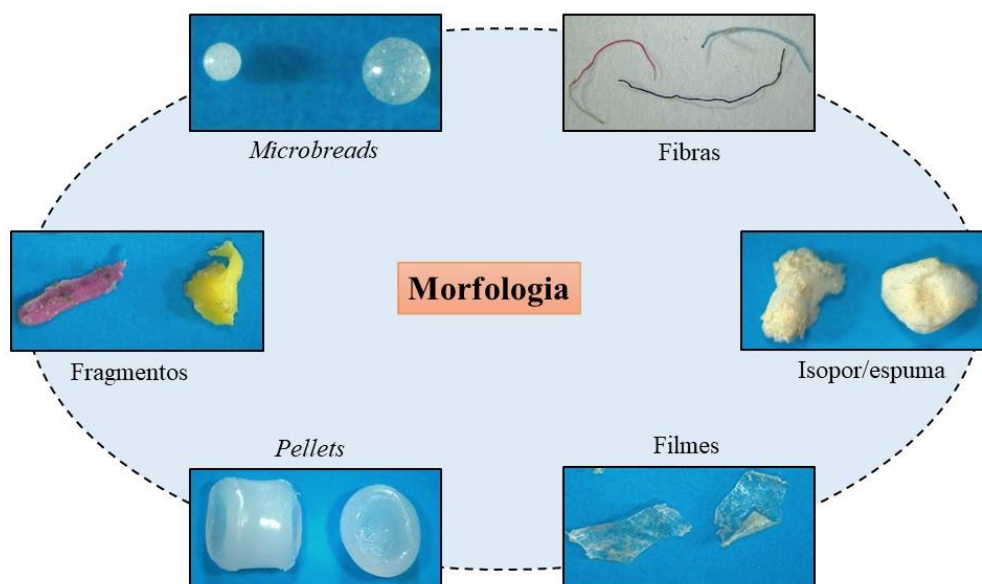 Microbreads
Fibras
Morfologia
Fragmentos
Isopor/espuma
Pellets
Filmes